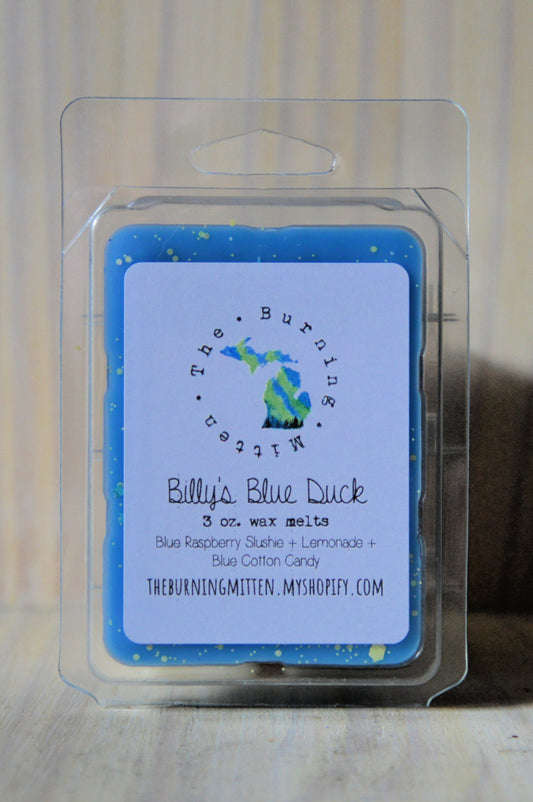 The • Burning • Mitten •
Billy's Blue Duck
3 oz. wax melts
Blue Raspberry Slushie + Lemonade +
Blue Cotton Candy
THEBURNINGMITTEN.MYSHOPIFY.COM